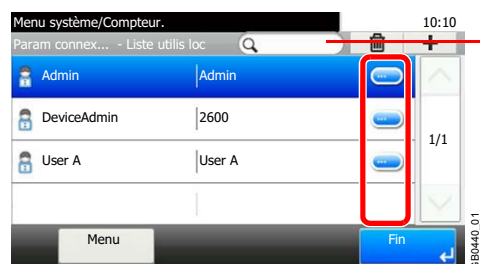 Menu système/Compteur. 10:10
Param connex... - Liste utilis loc
Admin Admin
DeviceAdmin 2600
1/1
User A User A
Menu Fin